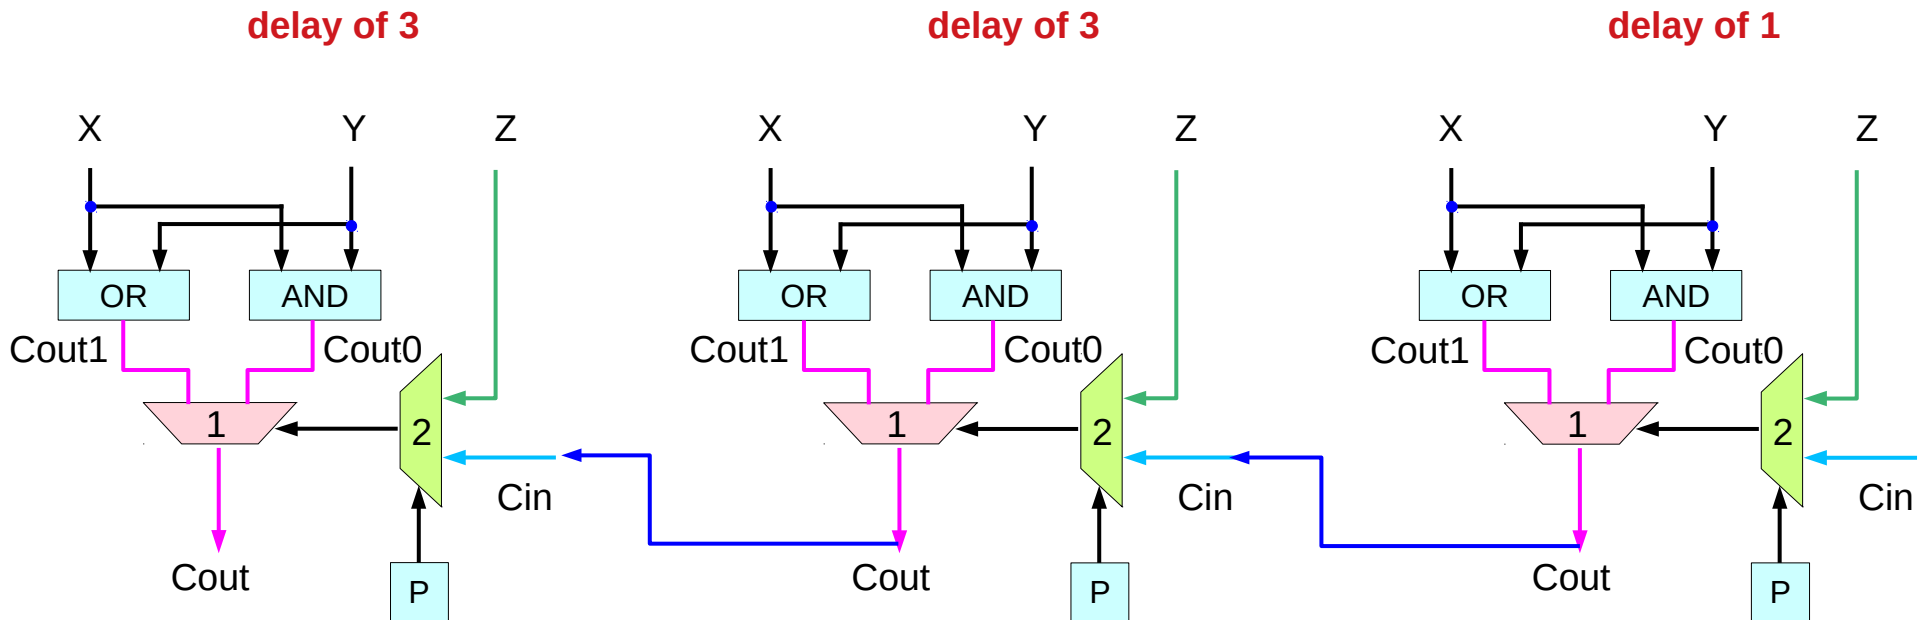 delay of 3 delay of 3 delay of 1
X Y Z X Y Z X Y Z
OR AND OR AND OR AND
Cout1 Cout0 Cout1 Cout0 Cout1 Cout0
1 2 1 2 1 2
Cin Cin Cin
Cout Cout Cout
P P P